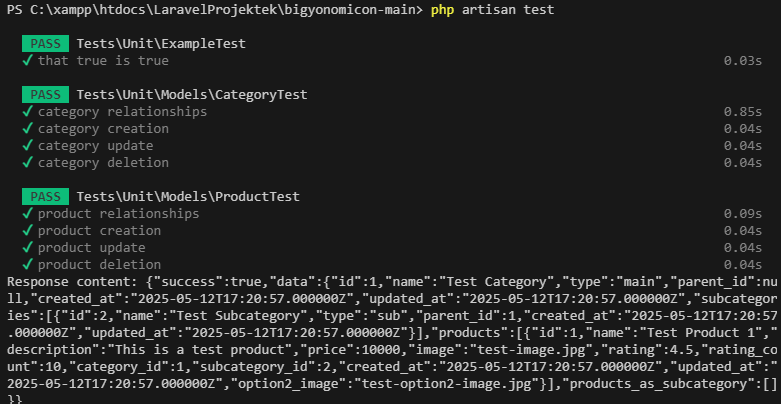 PS C:\xampp\htdocs\LaravelProjektek\bigyonomicon-main> php artisan test
PASS Tests\Unit\ExampleTest
✓ that true is true 0.03s
PASS Tests\Unit\Models\CategoryTest
✓ category relationships 0.85s
✓ category creation 0.04s
✓ category update 0.04s
✓ category deletion 0.04s
PASS Tests\Unit\Models\ProductTest
✓ product relationships 0.09s
✓ product creation 0.04s
✓ product update 0.04s
✓ product deletion 0.04s
Response content: {"success":true,"data":{"id":1,"name":"Test Category","type":"main","parent_id":nu
ll,"created_at":"2025-05-12T17:20:57.000000Z","updated_at":"2025-05-12T17:20:57.000000Z","subcategor
ies":[{"id":2,"name":"Test Subcategory","type":"sub","parent_id":1,"created_at":"2025-05-12T17:20:57
.000000Z","updated_at":"2025-05-12T17:20:57.000000Z"}],"products":[{"id":1,"name":"Test Product 1","
description":"This is a test product","price":10000,"image":"test-image.jpg","rating":4.5,"rating_co
unt":10,"category_id":1,"subcategory_id":2,"created_at":"2025-05-12T17:20:57.000000Z","updated_at":"
2025-05-12T17:20:57.000000Z","option2_image":"test-option2-image.jpg"}],"products_as_subcategory":[]
}}